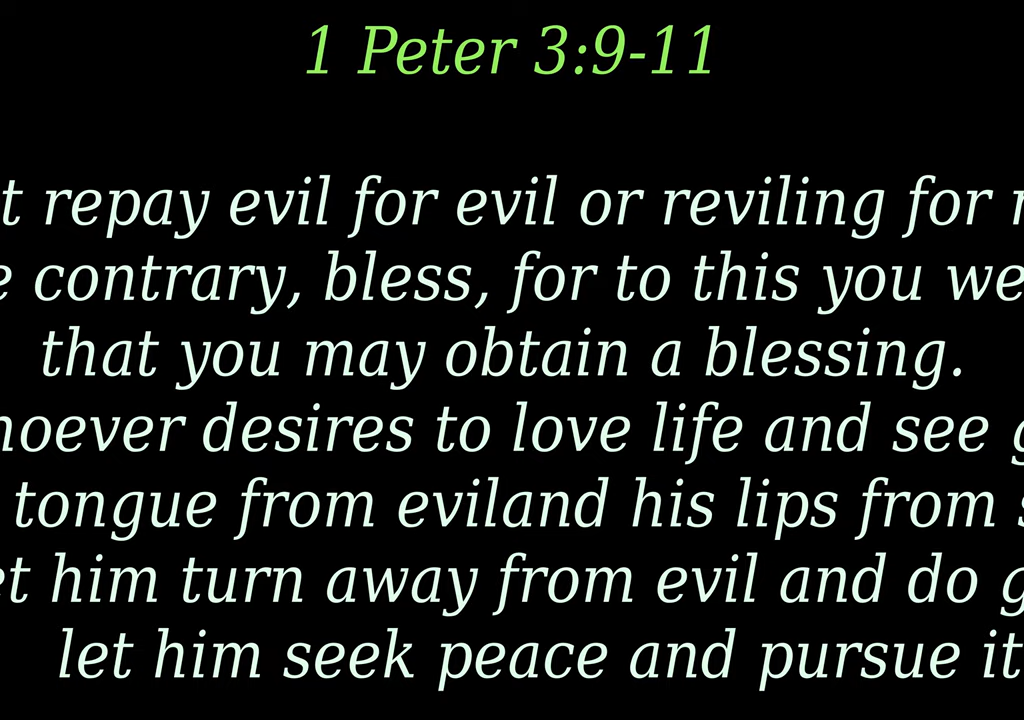 1 Peter 3:9-11
t repay evil for evil or reviling for
contrary, bless, for to this you we
that you may obtain a blessing.
hoever desires to love life and see g
tongue from eviland his lips from s
et him turn away from evil and do g
let him seek peace and pursue it